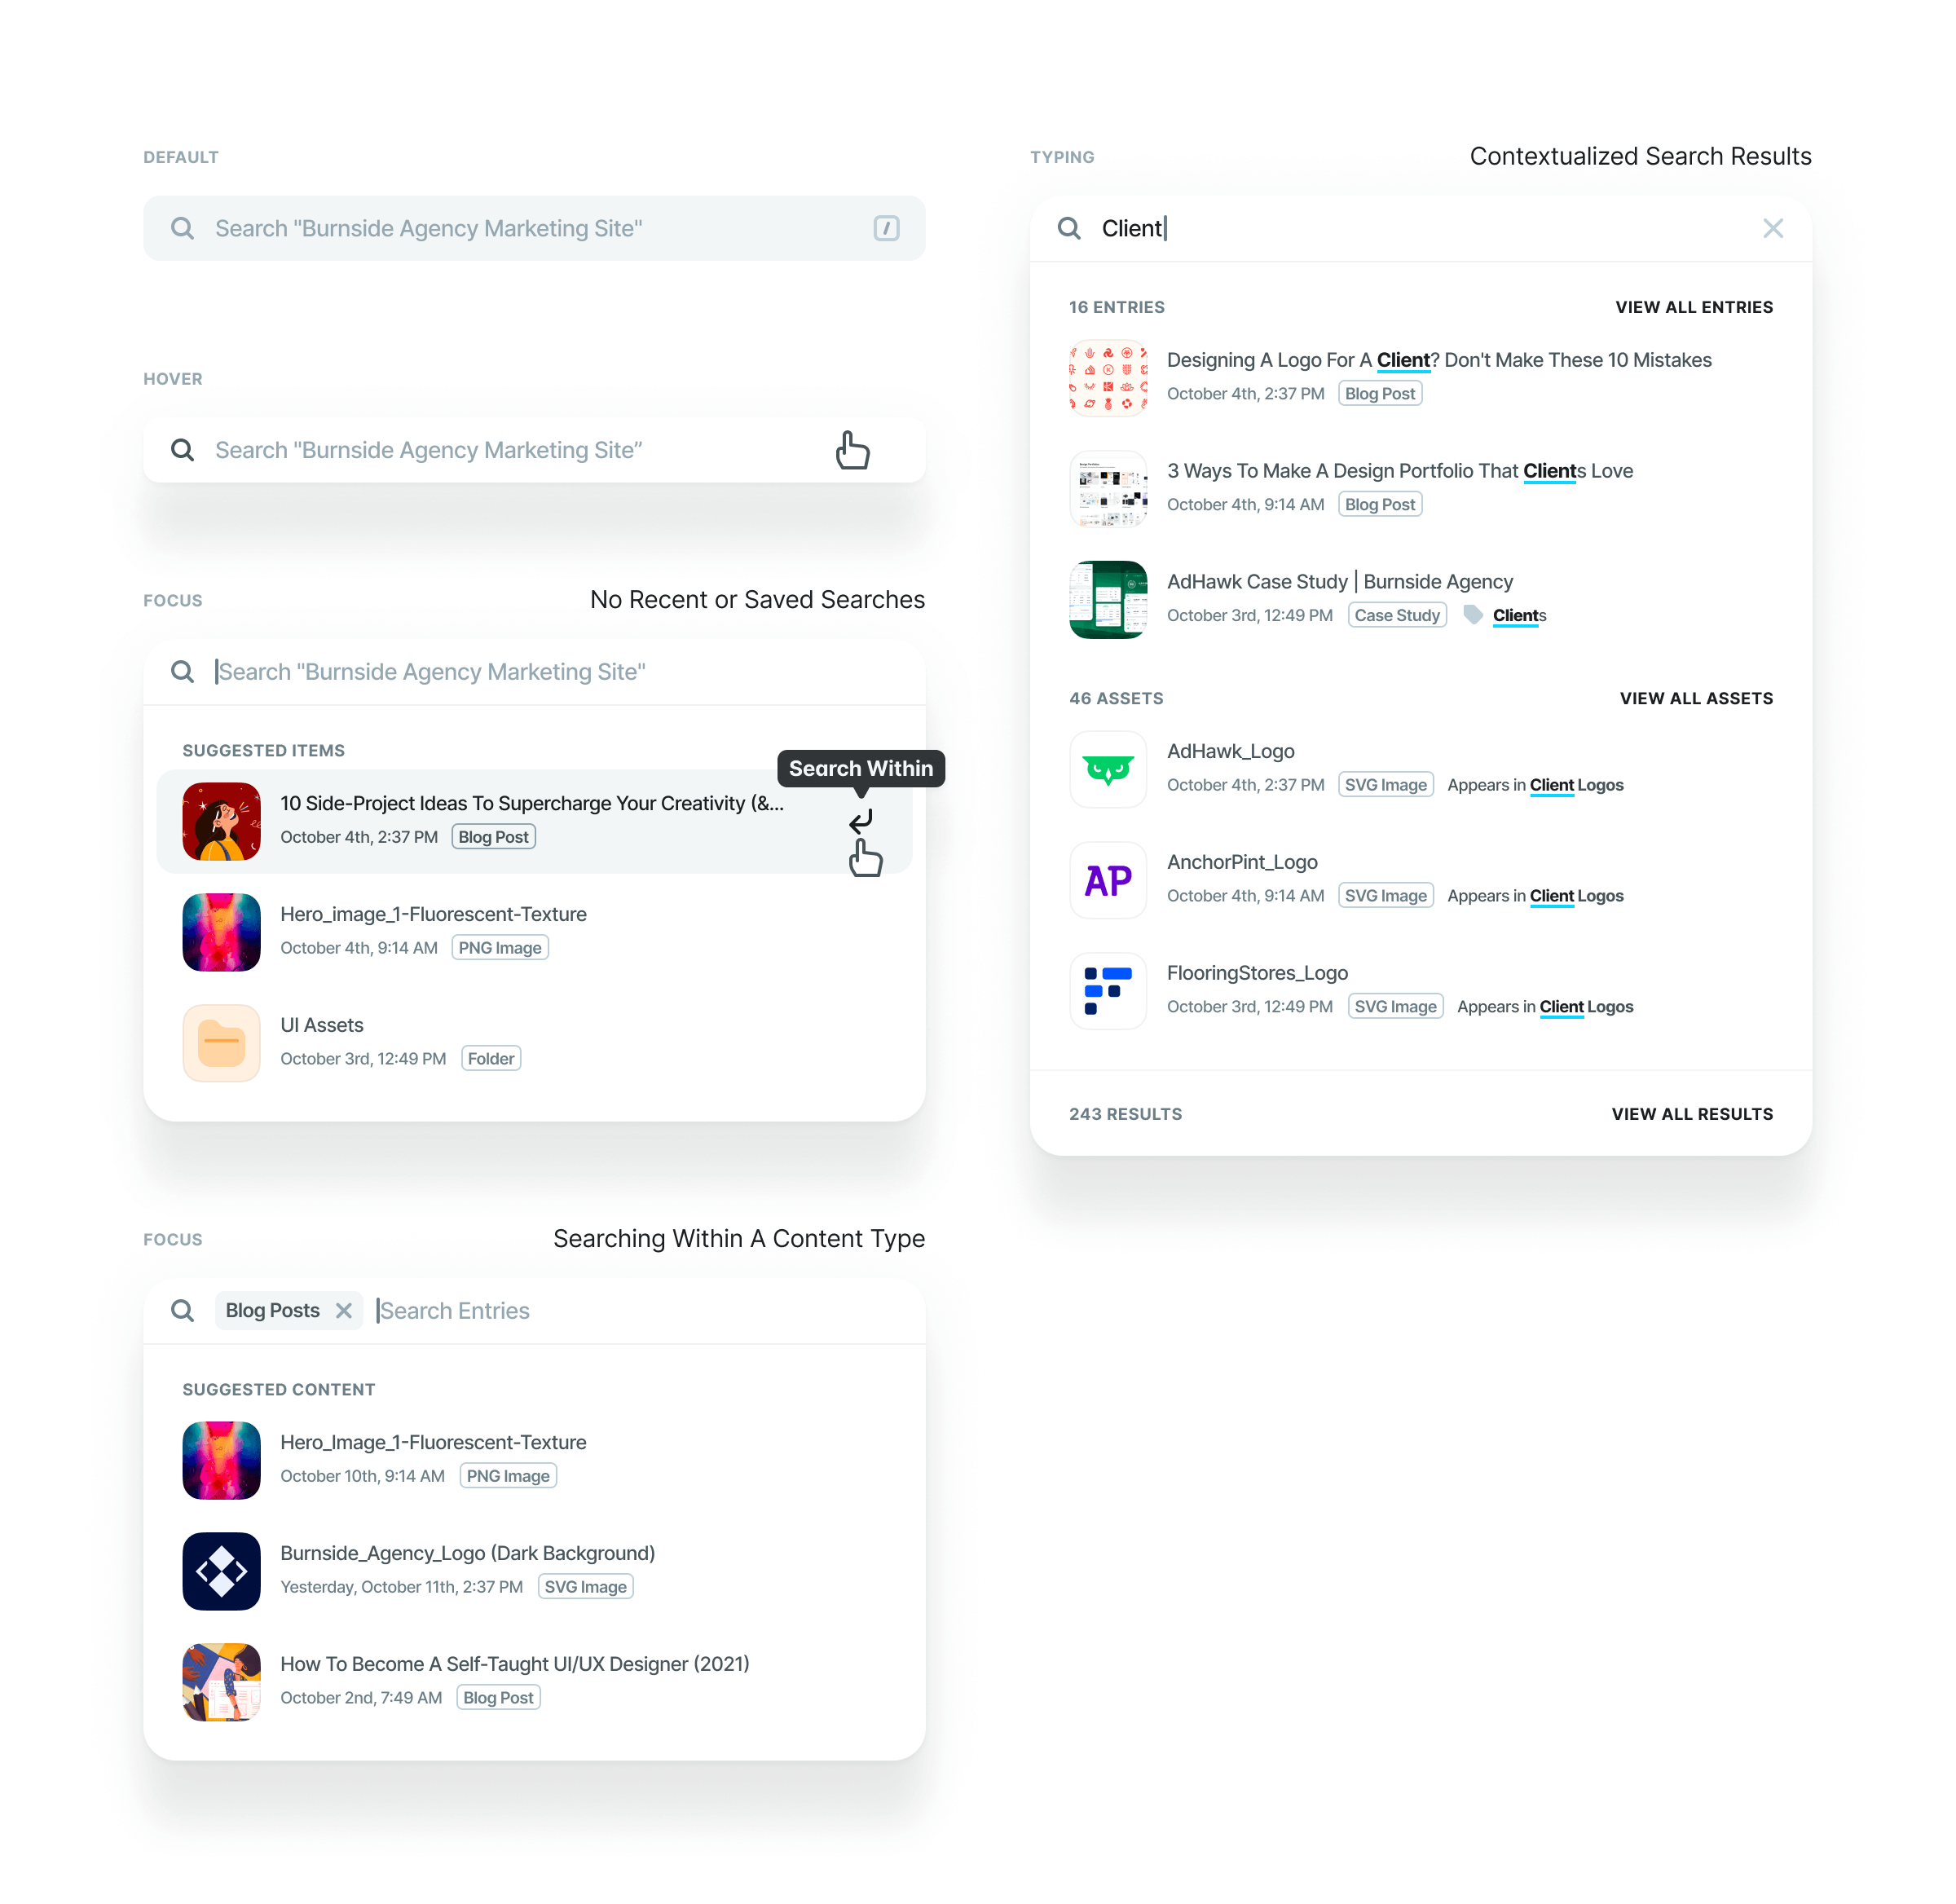 DEFAULT
Search "Burnside Agency Marketing Site"
/
HOVER
Search "Burnside Agency Marketing Site”
FOCUS
No Recent or Saved Searches
Search "Burnside Agency Marketing Site"
SUGGESTED ITEMS
Search Within
10 Side-Project Ideas To Supercharge Your Creativity (&...
October 4th, 2:37 PM Blog Post
Hero_image_1-Fluorescent-Texture
October 4th, 9:14 AM PNG Image
UI Assets
October 3rd, 12:49 PM Folder
FOCUS
Searching Within A Content Type
Blog Posts Search Entries
SUGGESTED CONTENT
Hero_Image_1-Fluorescent-Texture
October 10th, 9:14 AM PNG Image
Burnside_Agency_Logo (Dark Background)
Yesterday, October 11th, 2:37 PM SVG Image
How To Become A Self-Taught UI/UX Designer (2021)
October 2nd, 7:49 AM Blog Post
TYPING
Contextualized Search Results
Client
16 ENTRIES
VIEW ALL ENTRIES
Designing A Logo For A Client? Don't Make These 10 Mistakes
October 4th, 2:37 PM Blog Post
3 Ways To Make A Design Portfolio That Clients Love
October 4th, 9:14 AM Blog Post
AdHawk Case Study | Burnside Agency
October 3rd, 12:49 PM Case Study Clients
46 ASSETS
VIEW ALL ASSETS
AdHawk_Logo
October 4th, 2:37 PM SVG Image Appears in Client Logos
AP
AnchorPint_Logo
October 4th, 9:14 AM SVG Image Appears in Client Logos
FlooringStores_Logo
October 3rd, 12:49 PM SVG Image Appears in Client Logos
243 RESULTS
VIEW ALL RESULTS